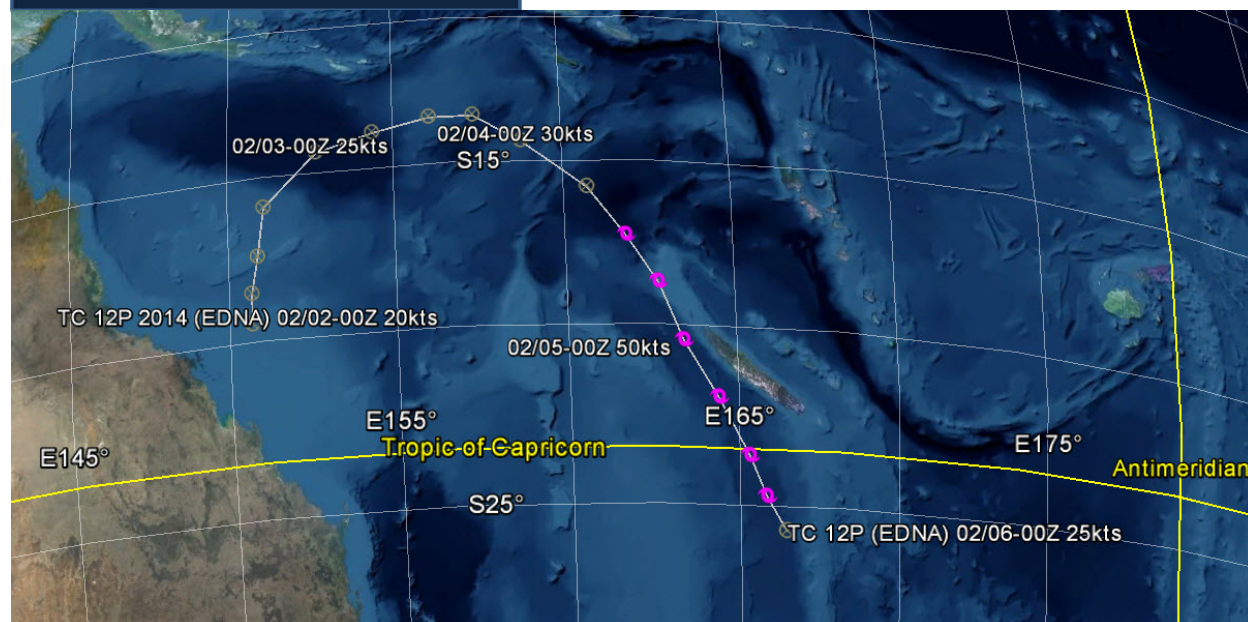 02/03-00Z 25kts
02/04-00Z 30kts
S15°
TC 12P 2014 (EDNA) 02/02-00Z 20kts
02/05-00Z 50kts
E155°
E165°
Tropic of Capricorn
E175°
E145°
Antimeridian
S25°
TC 12P (EDNA) 02/06-00Z 25kts